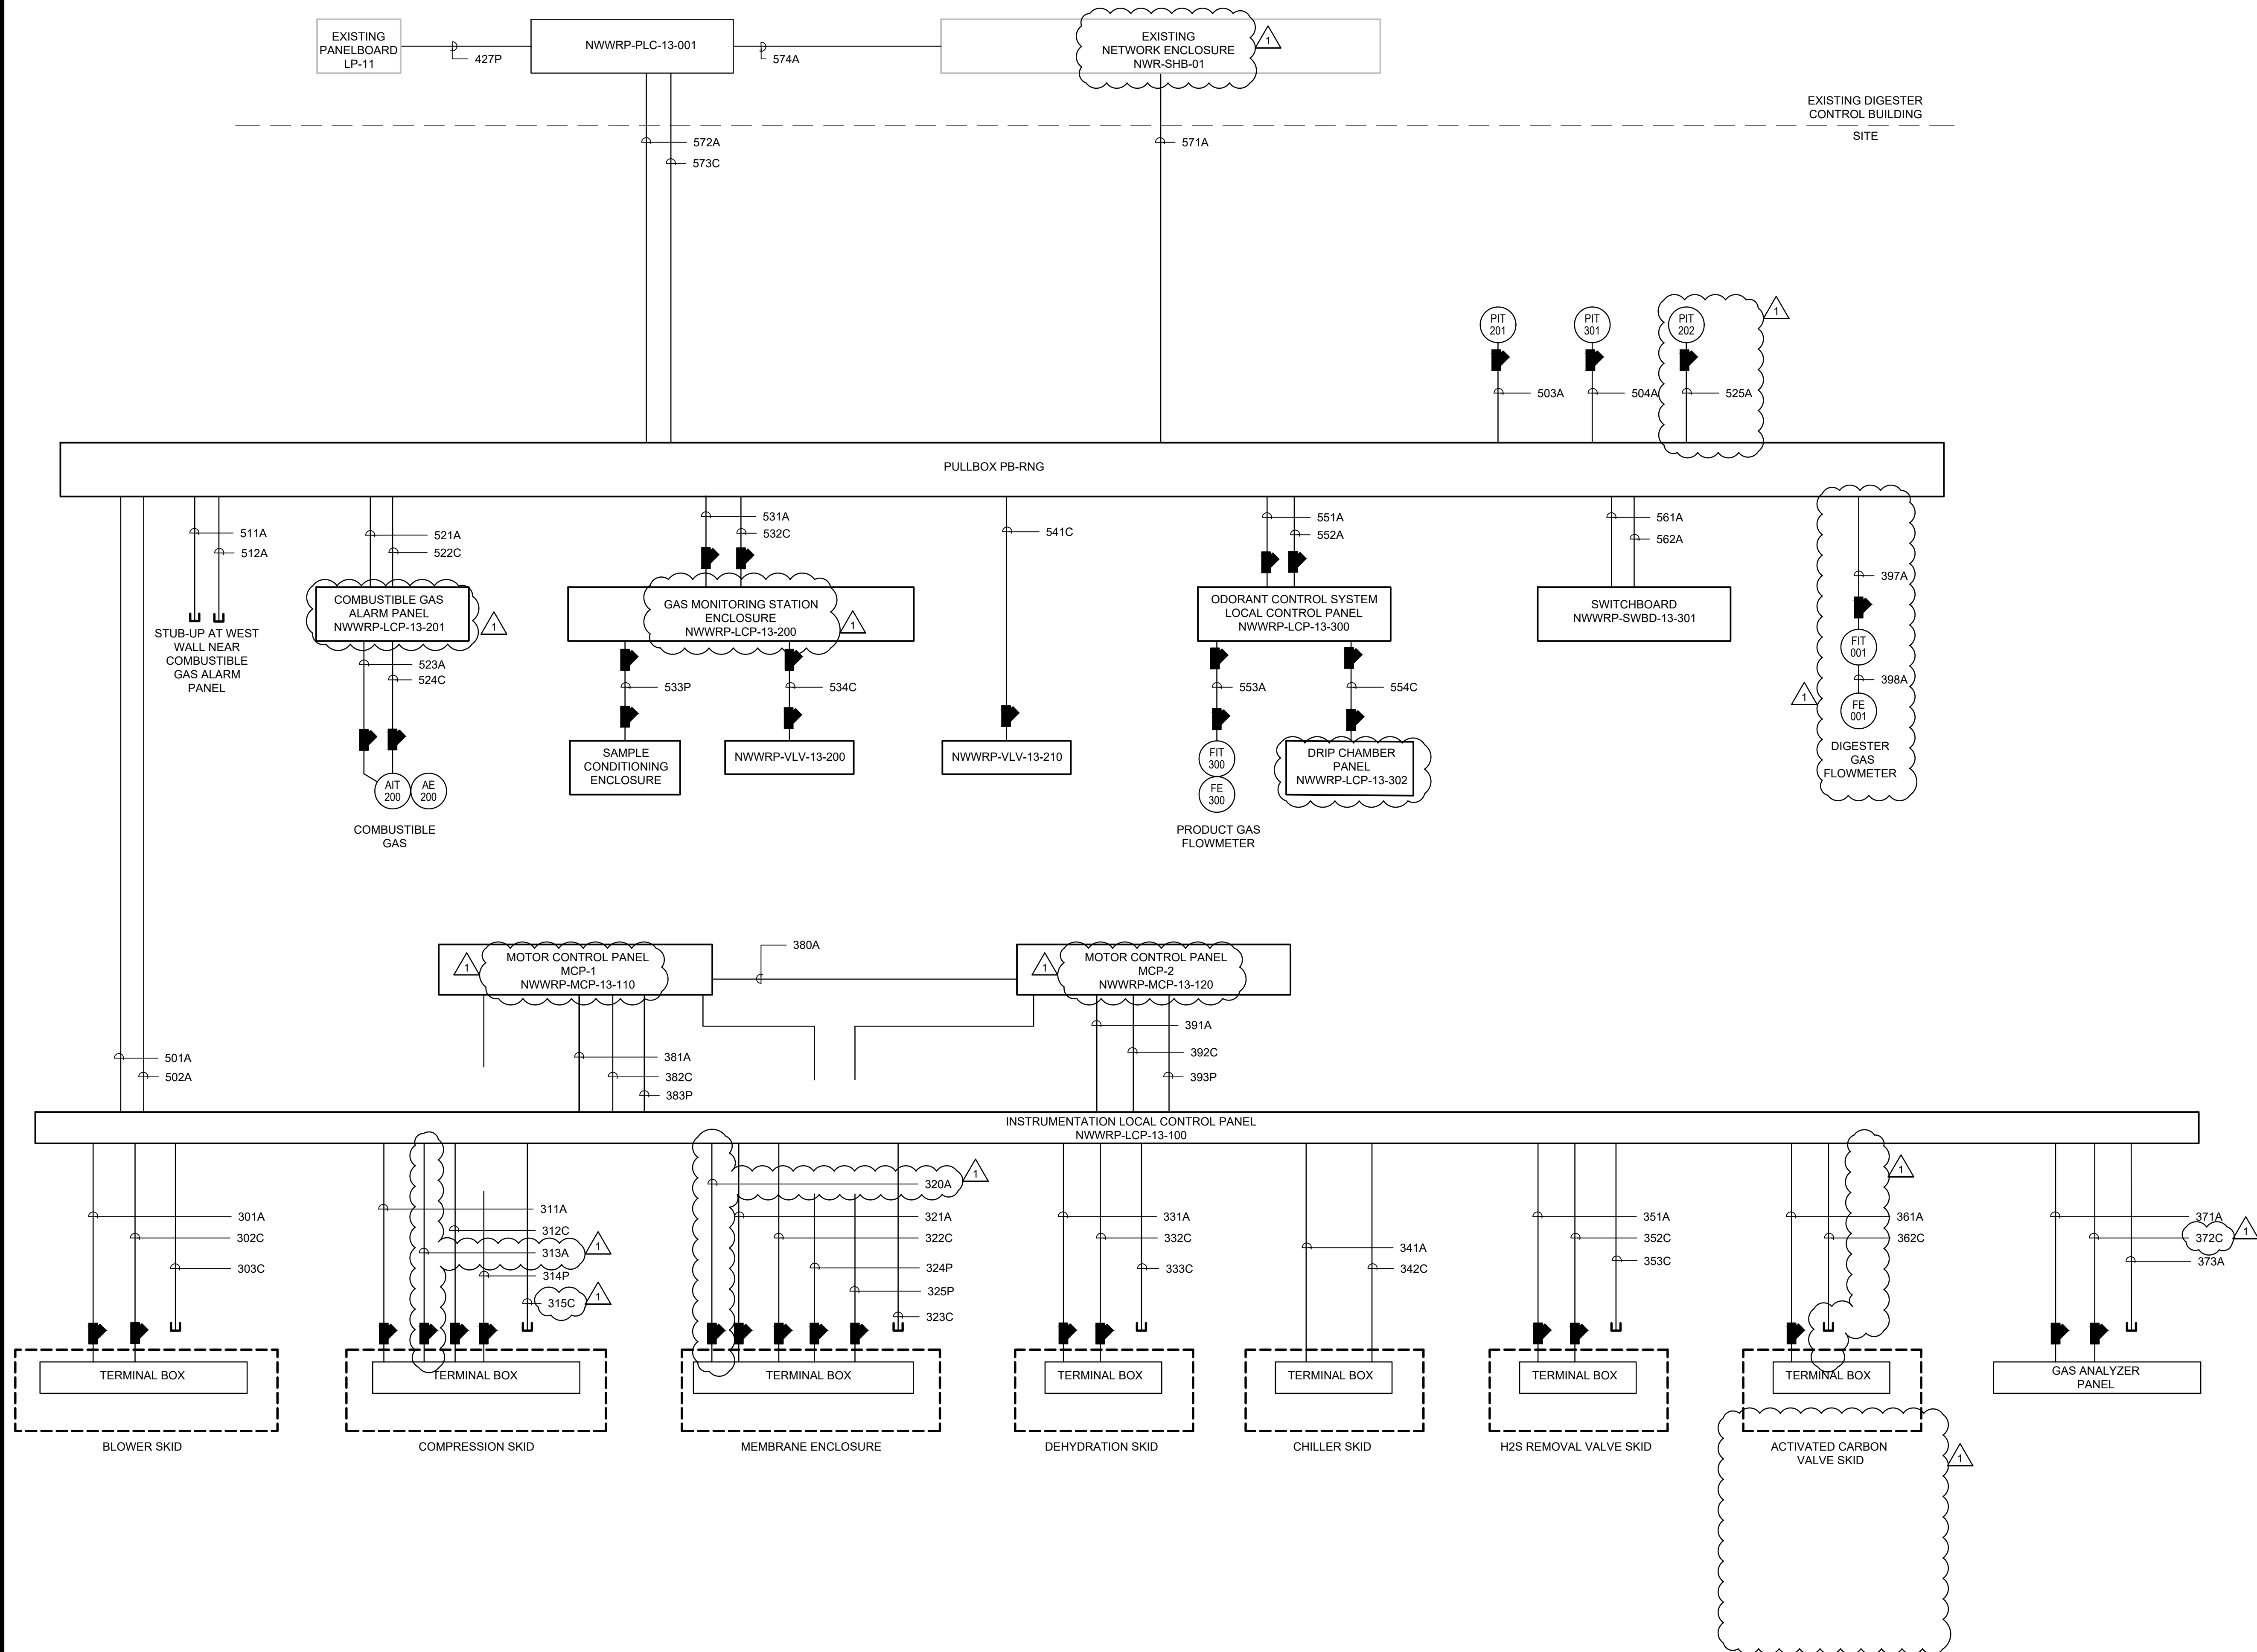 EXISTING
PANELBOARD
LP-11
427P
NWWRP-PLC-13-001
574A
EXISTING
NETWORK ENCLOSURE
NWR-SHB-01
1
EXISTING DIGESTER
CONTROL BUILDING
SITE
572A
573C
571A
PIT
201
PIT
301
PIT
202
1
503A
504A
525A
PULLBOX PB-RNG
511A
512A
521A
522C
531A
532C
541C
551A
552A
561A
562A
397A
STUB-UP AT WEST
WALL NEAR
COMBUSTIBLE
GAS ALARM
PANEL
COMBUSTIBLE GAS
ALARM PANEL
NWWRP-LCP-13-201
1
GAS MONITORING STATION
ENCLOSURE
NWWRP-LCP-13-200
1
ODORANT CONTROL SYSTEM
LOCAL CONTROL PANEL
NWWRP-LCP-13-300
SWITCHBOARD
NWWRP-SWBD-13-301
FIT
001
398A
FE
001
1
DIGESTER
GAS
FLOWMETER
523A
524C
533P
534C
553A
554C
AIT
200
AE
200
COMBUSTIBLE
GAS
SAMPLE
CONDITIONING
ENCLOSURE
NWWRP-VLV-13-200
NWWRP-VLV-13-210
FIT
300
FE
300
PRODUCT GAS
FLOWMETER
DRIP CHAMBER
PANEL
NWWRP-LCP-13-302
1
MOTOR CONTROL PANEL
MCP-1
NWWRP-MCP-13-110
380A
1
MOTOR CONTROL PANEL
MCP-2
NWWRP-MCP-13-120
501A
502A
381A
382C
383P
391A
392C
393P
INSTRUMENTATION LOCAL CONTROL PANEL
NWWRP-LCP-13-100
301A
302C
303C
311A
312C
313A
1
314P
315C
1
320A
1
321A
322C
324P
325P
323C
331A
332C
333C
341A
342C
351A
352C
353C
1
361A
362C
371A
372C
1
373A
TERMINAL BOX
BLOWER SKID
TERMINAL BOX
COMPRESSION SKID
TERMINAL BOX
MEMBRANE ENCLOSURE
TERMINAL BOX
DEHYDRATION SKID
TERMINAL BOX
CHILLER SKID
TERMINAL BOX
H2S REMOVAL VALVE SKID
TERMINAL BOX
ACTIVATED CARBON
VALVE SKID
1
GAS ANALYZER
PANEL